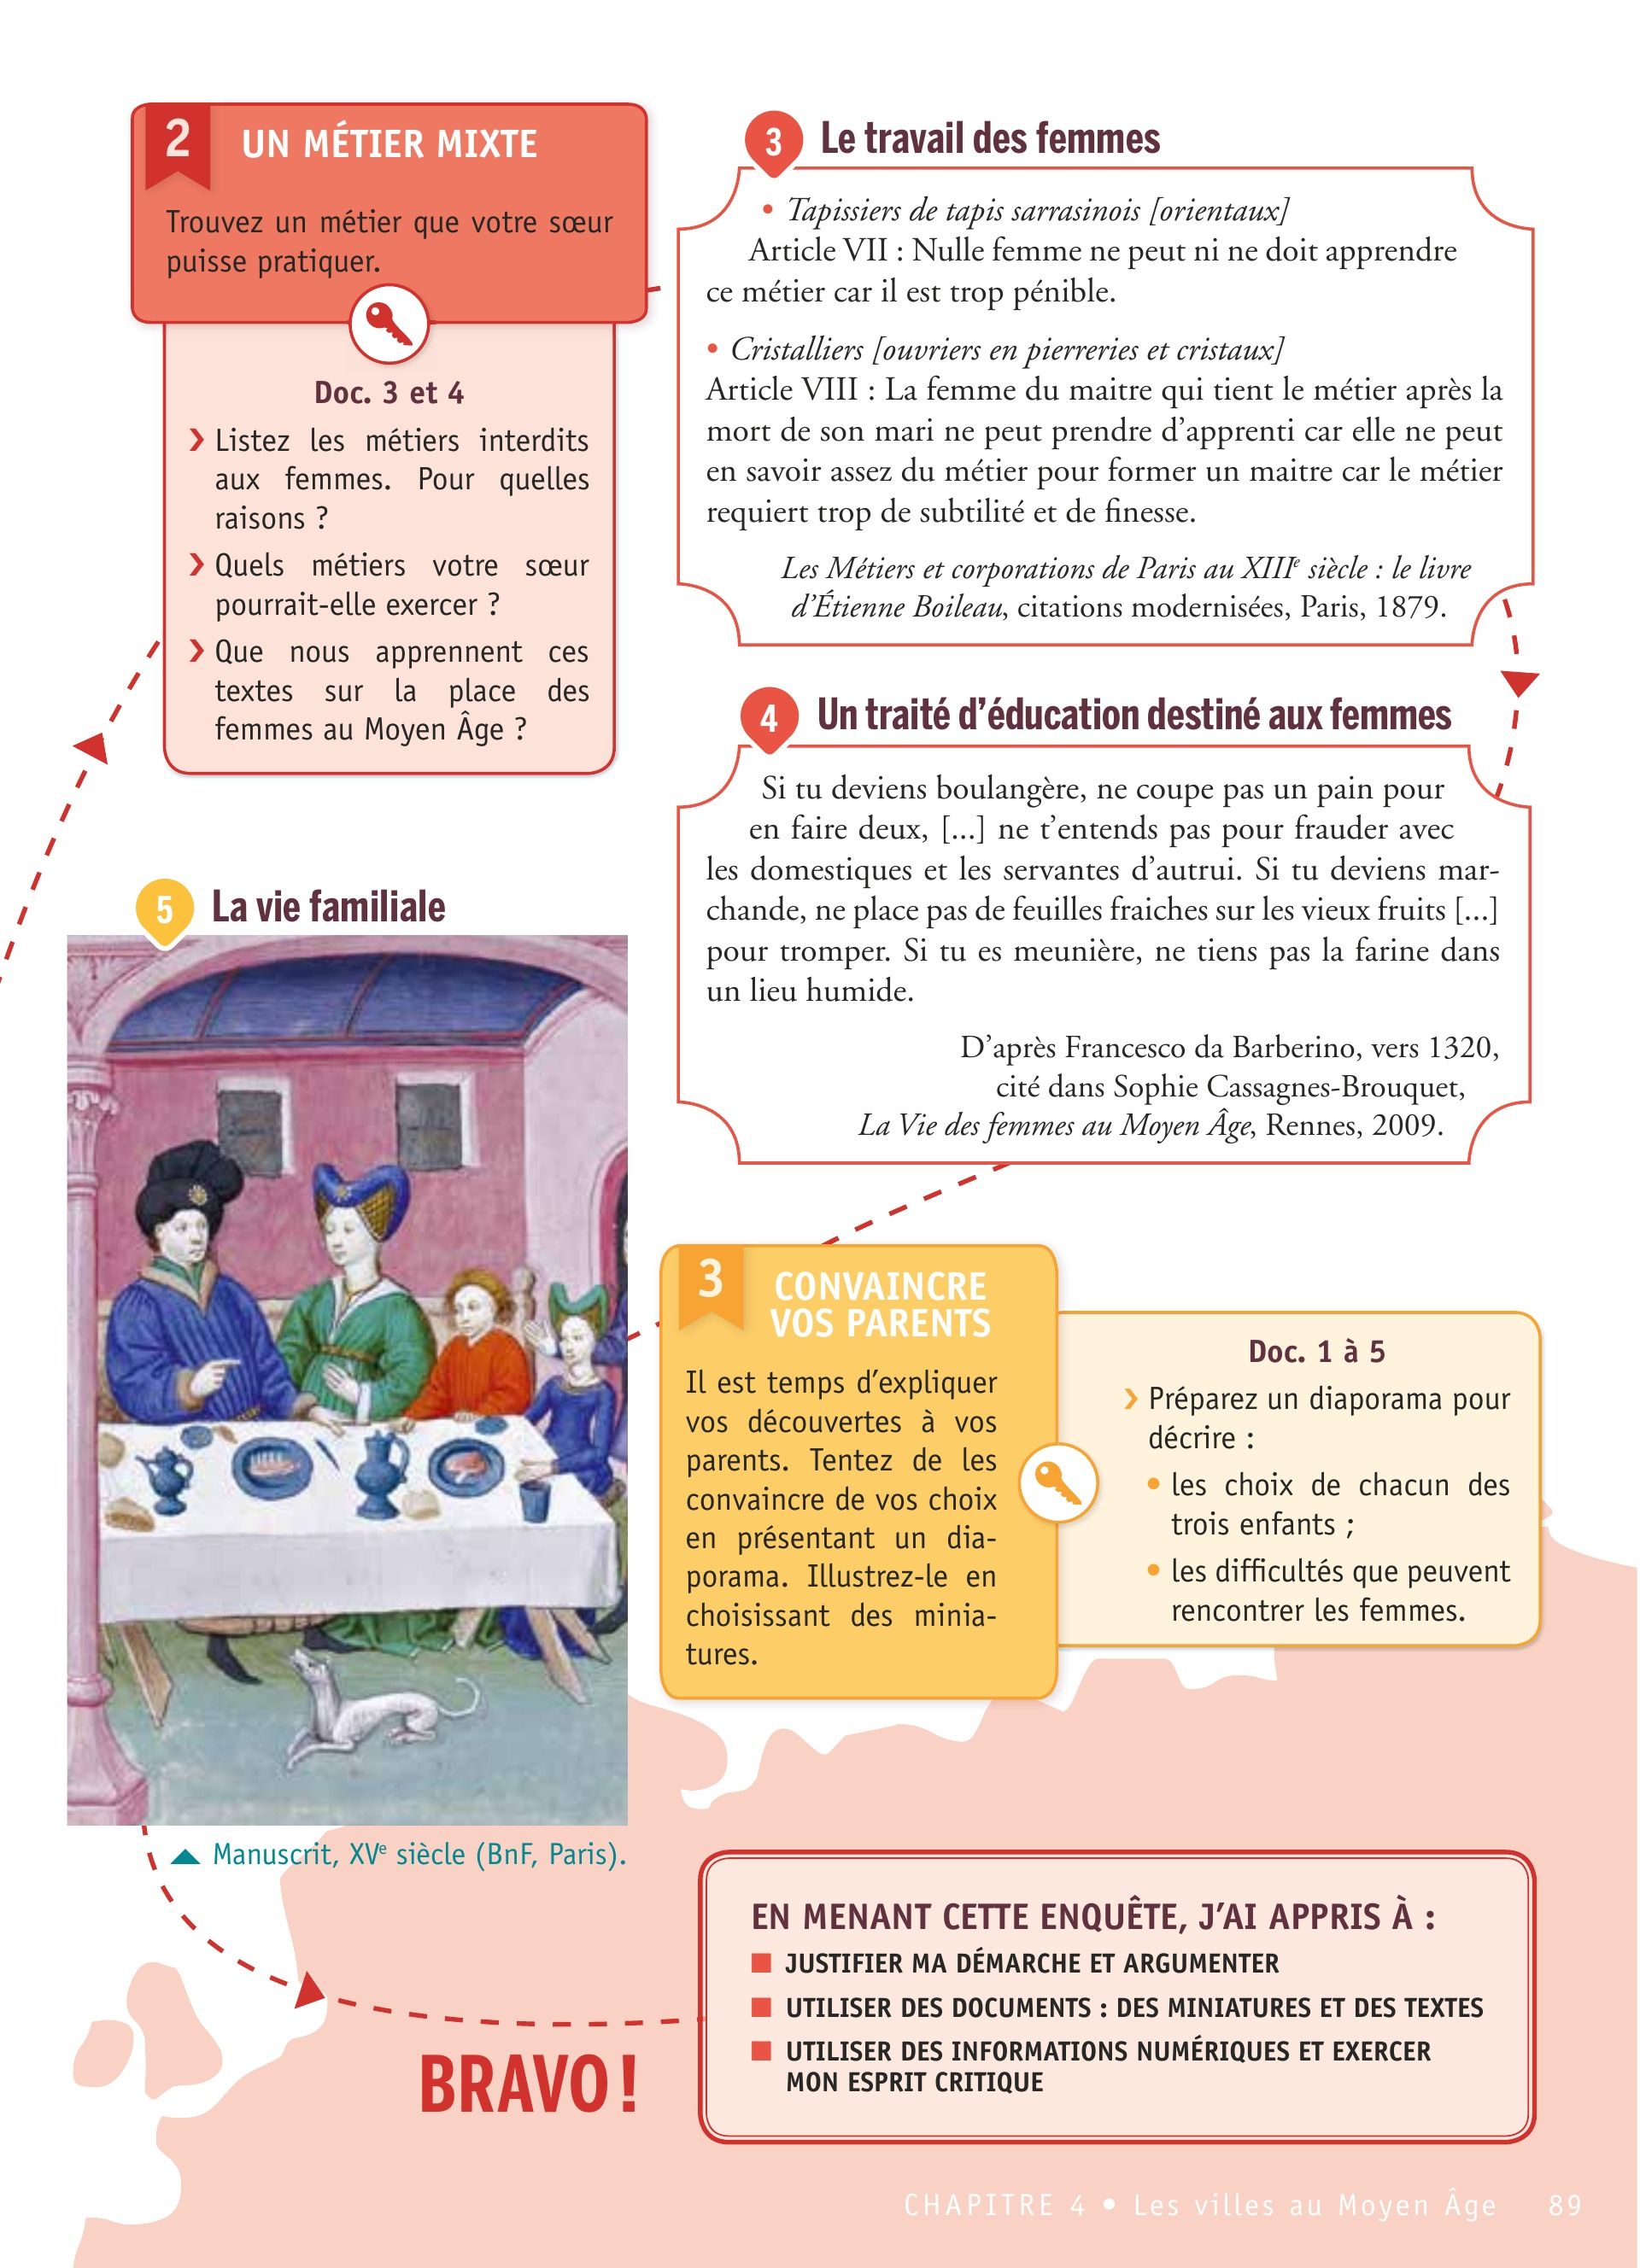 2
UN MÉTIER MIXTE
Trouvez un métier que votre sœur
puisse pratiquer.
Doc. 3 et 4
› Listez les métiers interdits
aux femmes. Pour quelles
raisons ?
› Quels métiers votre sœur
pourrait-elle exercer ?
› Que nous apprennent ces
textes sur la place des
femmes au Moyen Âge ?
3 Le travail des femmes
• Tapissiers de tapis sarrasinois [orientaux]
Article VII : Nulle femme ne peut ni ne doit apprendre
ce métier car il est trop pénible.
• Cristalliers [ouvriers en pierreries et cristaux]
Article VIII : La femme du maitre qui tient le métier après la
mort de son mari ne peut prendre d’apprenti car elle ne peut
en savoir assez du métier pour former un maitre car le métier
requiert trop de subtilité et de finesse.
Les Métiers et corporations de Paris au XIIIe siècle : le livre
d’Étienne Boileau, citations modernisées, Paris, 1879.
4 Un traité d’éducation destiné aux femmes
Si tu deviens boulangère, ne coupe pas un pain pour
en faire deux, [...] ne t’entends pas pour frauder avec
les domestiques et les servantes d’autrui. Si tu deviens mar-
chande, ne place pas de feuilles fraiches sur les vieux fruits [...]
pour tromper. Si tu es meunière, ne tiens pas la farine dans
un lieu humide.
D’après Francesco da Barberino, vers 1320,
cité dans Sophie Cassagnes-Brouquet,
La Vie des femmes au Moyen Âge, Rennes, 2009.
5 La vie familiale
Manuscrit, XVe siècle (BnF, Paris).
3
CONVAINCRE
VOS PARENTS
Il est temps d’expliquer
vos découvertes à vos
parents. Tentez de les
convaincre de vos choix
en présentant un dia-
porama. Illustrez-le en
choisissant des minia-
tures.
Doc. 1 à 5
› Préparez un diaporama pour
décrire :
• les choix de chacun des
trois enfants ;
• les difficultés que peuvent
rencontrer les femmes.
BRAVO !
EN MENANT CETTE ENQUÊTE, J’AI APPRIS À :
JUSTIFIER MA DÉMARCHE ET ARGUMENTER
UTILISER DES DOCUMENTS : DES MINIATURES ET DES TEXTES
UTILISER DES INFORMATIONS NUMÉRIQUES ET EXERCER
MON ESPRIT CRITIQUE
CHAPITRE 4 • Les villes au Moyen Âge 89